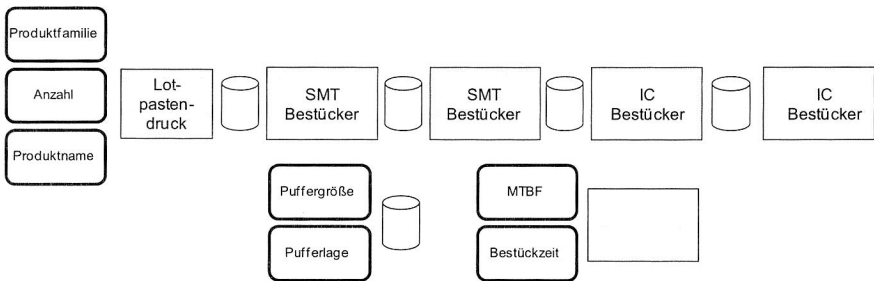 Produktfamilie
Anzahl
Produktname
Lot-
pasten-
druck
SMT
Bestücker
SMT
Bestücker
IC
Bestücker
IC
Bestücker
Puffergröße
Pufferlage
MTBF
Bestückzeit